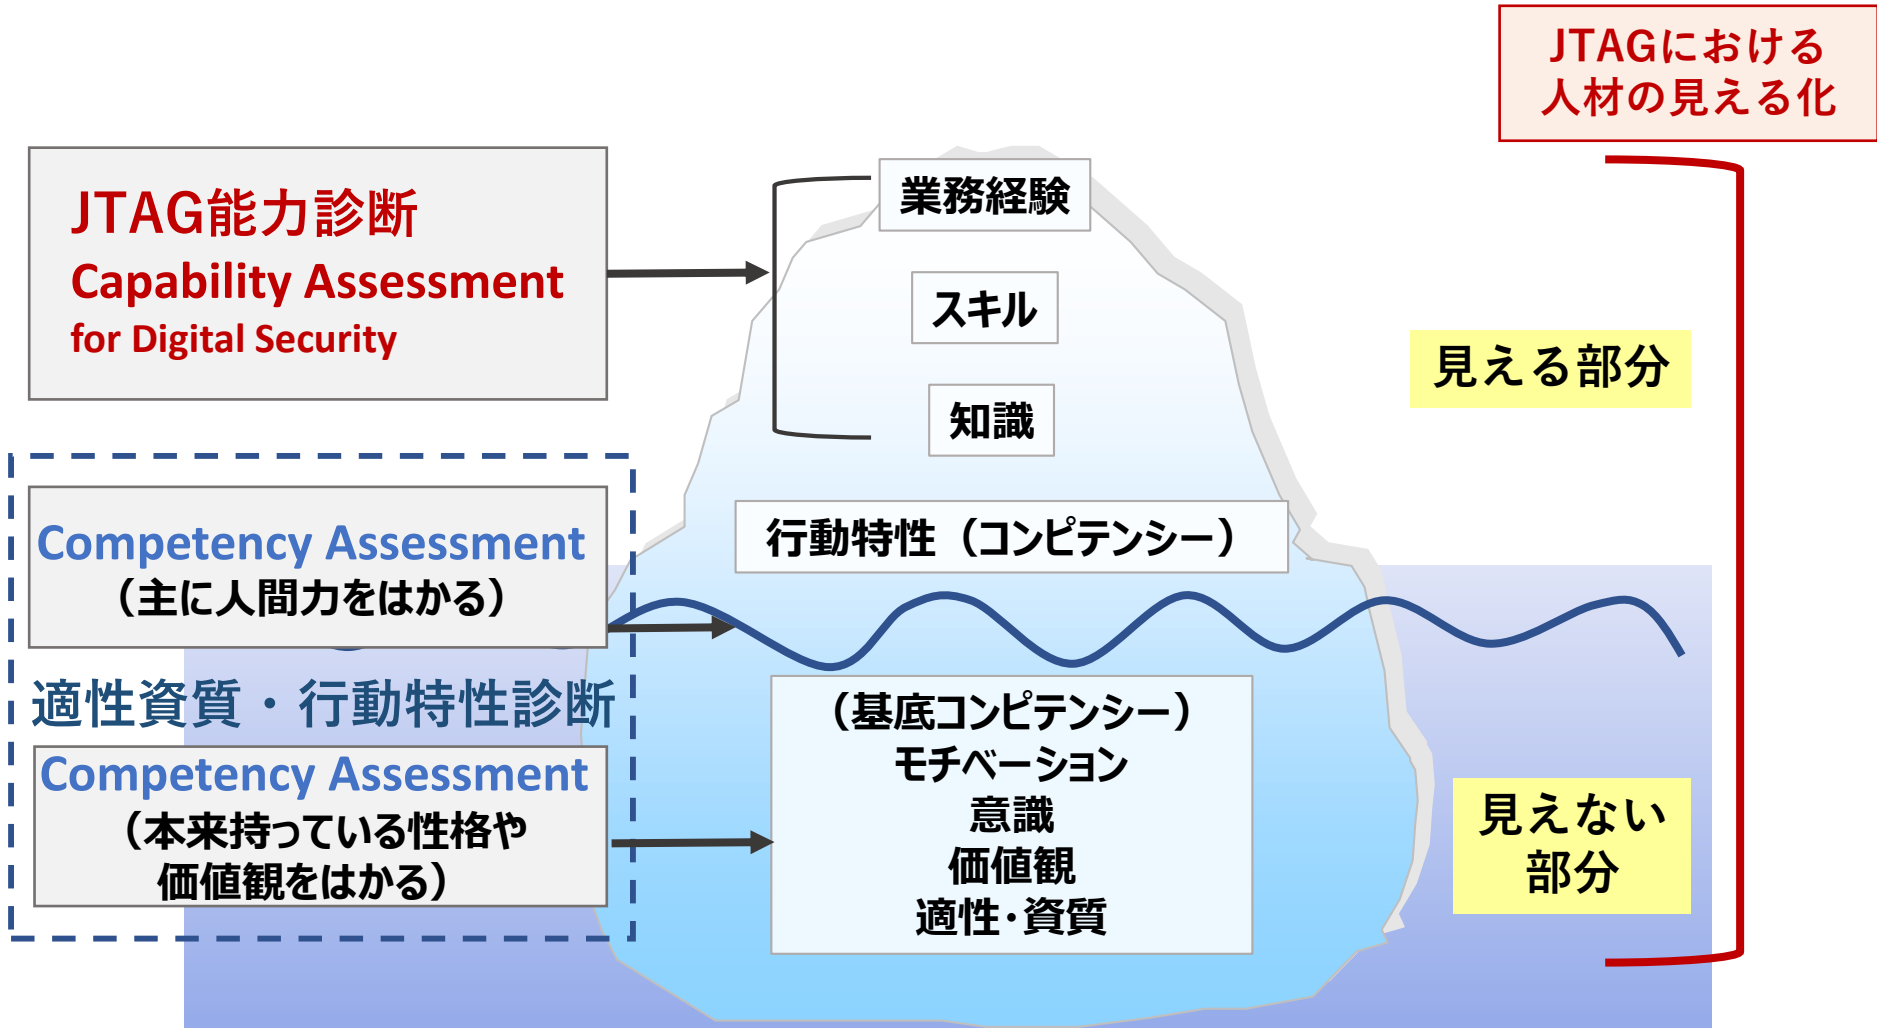 JTAGにおける
人材の見える化
JTAG能力診断
Capability Assessment
for Digital Security
業務経験
スキル
知識
見える部分
行動特性（コンピテンシー）
Competency Assessment
（主に人間力をはかる）
適性資質・行動特性診断
Competency Assessment
（本来持っている性格や
価値観をはかる）
（基底コンピテンシー）
モチベーション
意識
価値観
適性・資質
見えない
部分